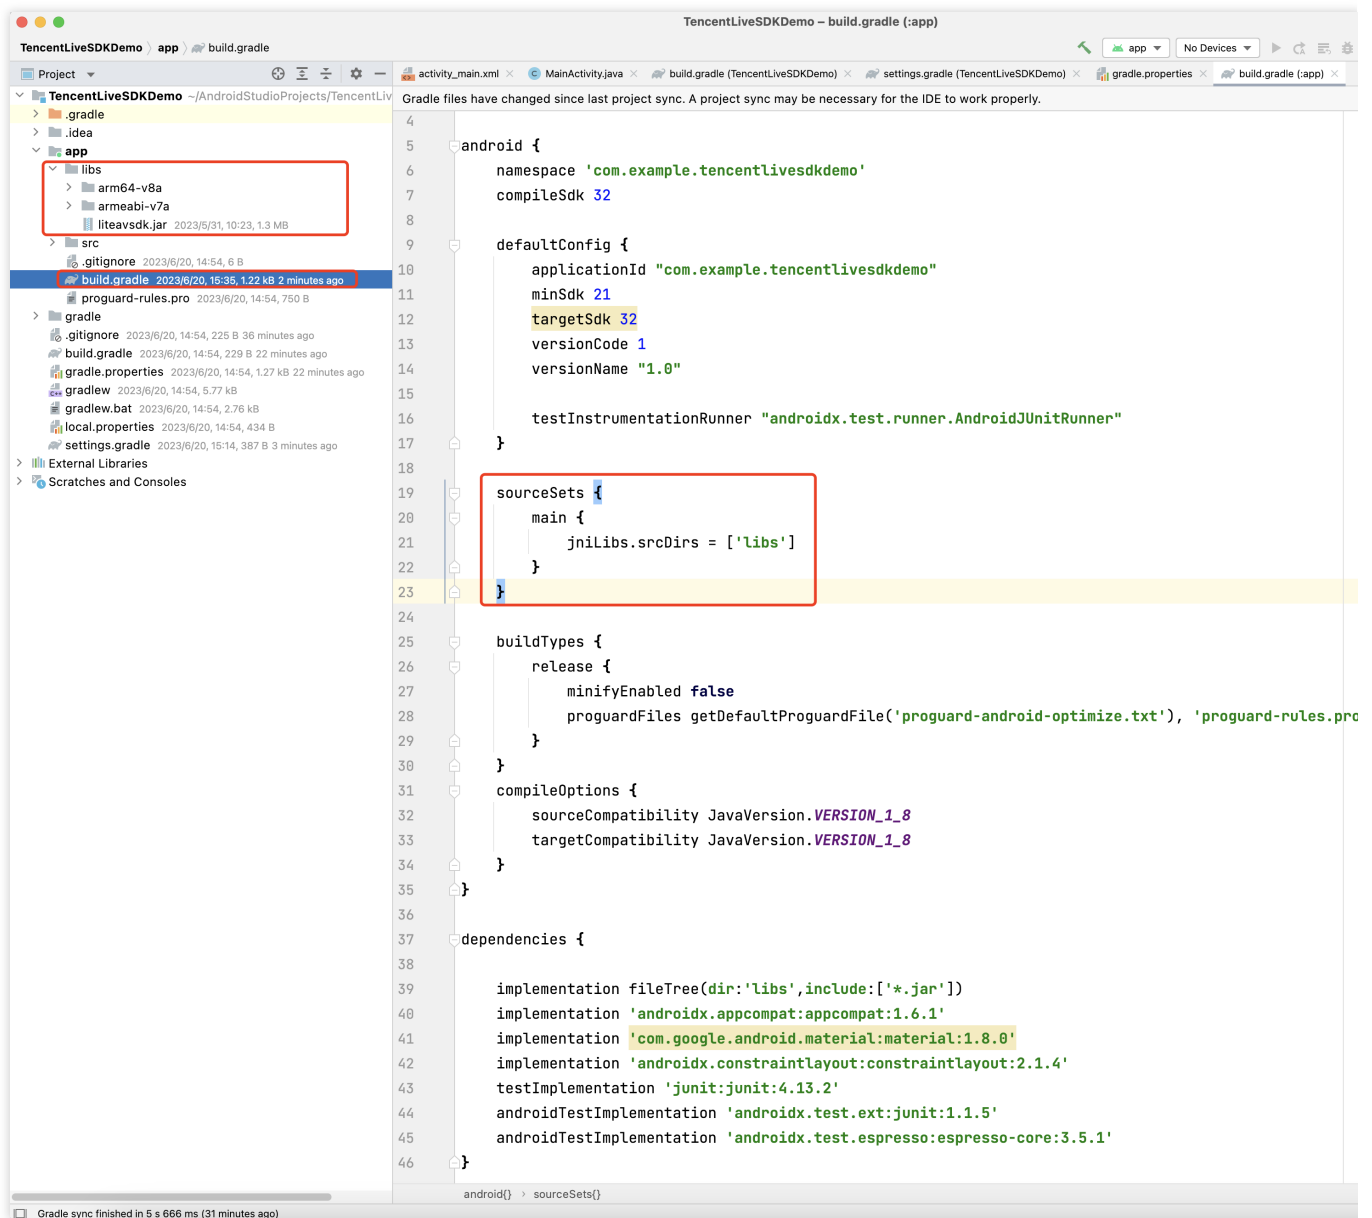 TencentLiveSDKDemo – build.gradle (:app)
TencentLiveSDKDemo 〉 app 〉 build.gradle
app
No Devices
Project
activity_main.xml
MainActivity.java
build.gradle (TencentLiveSDKDemo)
settings.gradle (TencentLiveSDKDemo)
gradle.properties
build.gradle (:app)
Gradle files have changed since last project sync. A project sync may be necessary for the IDE to work properly.
TencentLiveSDKDemo ~/AndroidStudioProjects/TencentLiv
.gradle
.idea
app
libs
arm64-v8a
armeabi-v7a
liteavsdk.jar 2023/5/31, 10:23, 1.3 MB
src
.gitignore 2023/6/20, 14:54, 6 B
build.gradle 2023/6/20, 15:35, 1.22 kB 2 minutes ago
proguard-rules.pro 2023/6/20, 14:54, 750 B
gradle
.gitignore 2023/6/20, 14:54, 225 B 36 minutes ago
build.gradle 2023/6/20, 14:54, 229 B 22 minutes ago
gradle.properties 2023/6/20, 14:54, 1.27 kB 22 minutes ago
gradlew 2023/6/20, 14:54, 5.77 kB
gradlew.bat 2023/6/20, 14:54, 2.76 kB
local.properties 2023/6/20, 14:54, 434 B
settings.gradle 2023/6/20, 15:14, 387 B 3 minutes ago
External Libraries
Scratches and Consoles
4
5 android {
6 namespace 'com.example.tencentlivesdkdemo'
7 compileSdk 32
8
9 defaultConfig {
10 applicationId "com.example.tencentlivesdkdemo"
11 minSdk 21
12 targetSdk 32
13 versionCode 1
14 versionName "1.0"
15
16 testInstrumentationRunner "androidx.test.runner.AndroidJUnitRunner"
17 }
18
19 sourceSets {
20 main {
21 jniLibs.srcDirs = ['libs']
22 }
23 }
24
25 buildTypes {
26 release {
27 minifyEnabled false
28 proguardFiles getDefaultProguardFile('proguard-android-optimize.txt'), 'proguard-rules.pro
29 }
30 }
31 compileOptions {
32 sourceCompatibility JavaVersion.VERSION_1_8
33 targetCompatibility JavaVersion.VERSION_1_8
34 }
35 }
36
37 dependencies {
38
39 implementation fileTree(dir:'libs',include:['*.jar'])
40 implementation 'androidx.appcompat:appcompat:1.6.1'
41 implementation 'com.google.android.material:material:1.8.0'
42 implementation 'androidx.constraintlayout:constraintlayout:2.1.4'
43 testImplementation 'junit:junit:4.13.2'
44 androidTestImplementation 'androidx.test.ext:junit:1.1.5'
45 androidTestImplementation 'androidx.test.espresso:espresso-core:3.5.1'
46 }
android{} › sourceSets{}
Gradle sync finished in 5 s 666 ms (31 minutes ago)